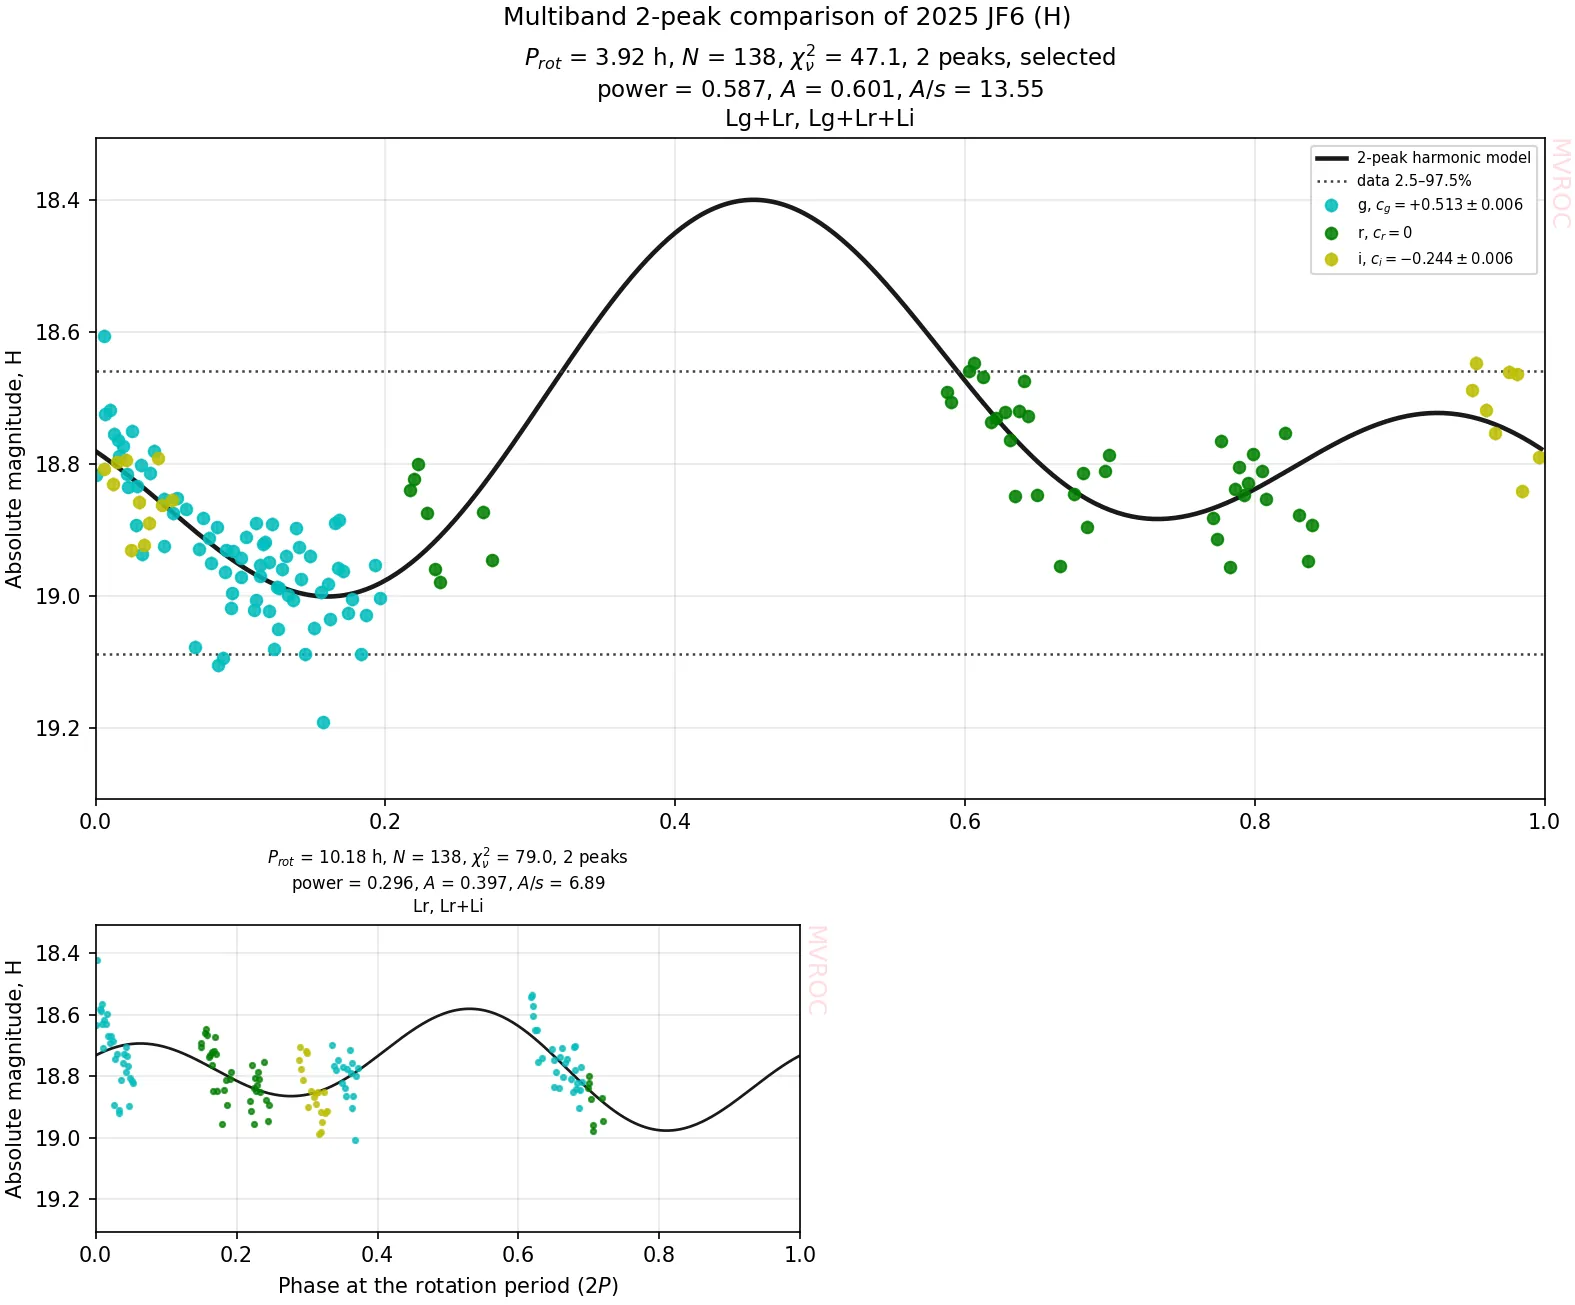 Multiband 2-peak comparison of 2025 JF6 (H)
P_rot = 3.92 h, N = 138, χ²_ν = 47.1, 2 peaks, selected
power = 0.587, A = 0.601, A/s = 13.55
Lg+Lr, Lg+Lr+Li
MVROC
2-peak harmonic model
data 2.5–97.5%
g, c_g = +0.513 ± 0.006
r, c_r = 0
i, c_i = −0.244 ± 0.006
Absolute magnitude, H
18.4
18.6
18.8
19.0
19.2
0.0 0.2 0.4 0.6 0.8 1.0
P_rot = 10.18 h, N = 138, χ²_ν = 79.0, 2 peaks
power = 0.296, A = 0.397, A/s = 6.89
Lr, Lr+Li
MVROC
Absolute magnitude, H
18.4
18.6
18.8
19.0
19.2
0.0 0.2 0.4 0.6 0.8 1.0
Phase at the rotation period (2P)